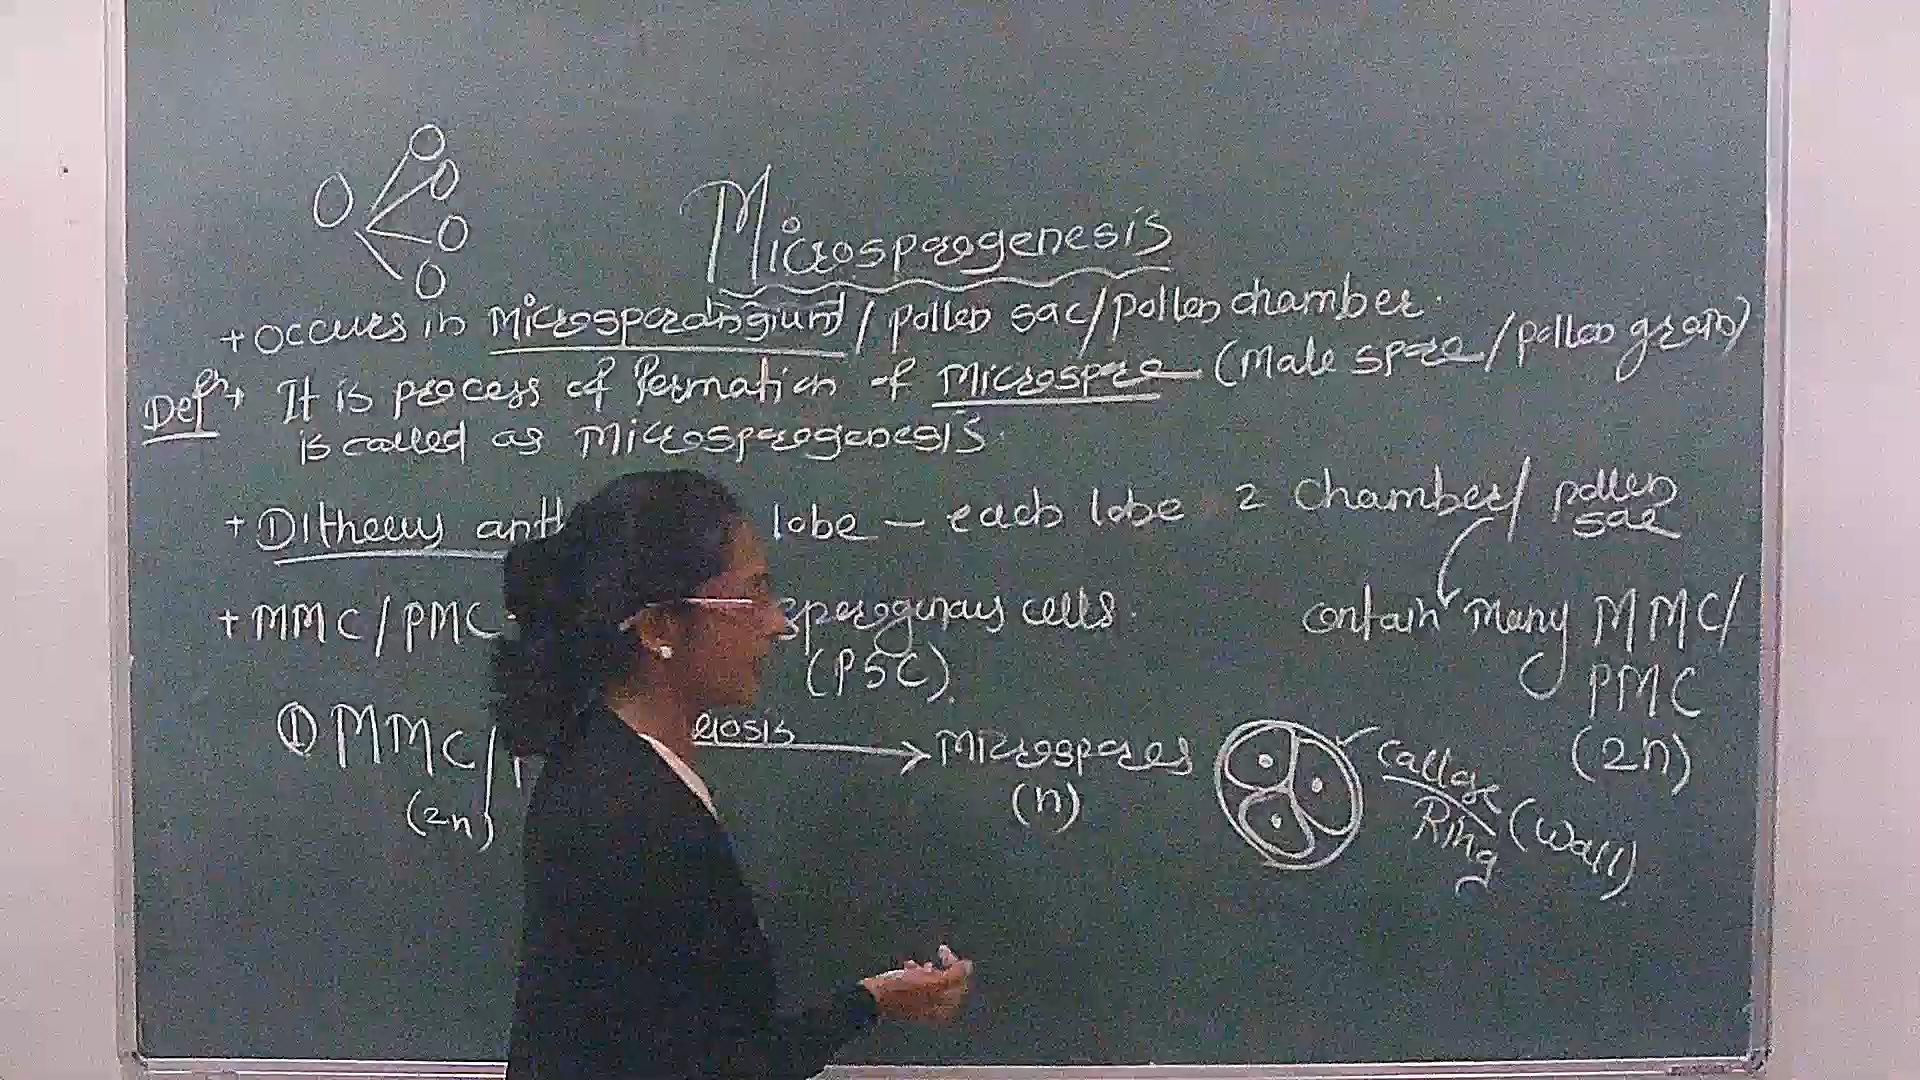 Microsporogenesis
+ occurs in Microsporangium / pollen sac / pollen chamber.
Defn + It is process of formation of Microspore (Male spore / pollen grain)
is called as Microsporogenesis.
+ Dithecus anth lobe – each lobe 2 chamber / pollen sac
contain many MMC / PMC (2n)
+ MMC / PMC sporogenous cells.
(PSC)
① MMC / eiosis → Microspores
(2n) (n)
Callose Ring (Wall)